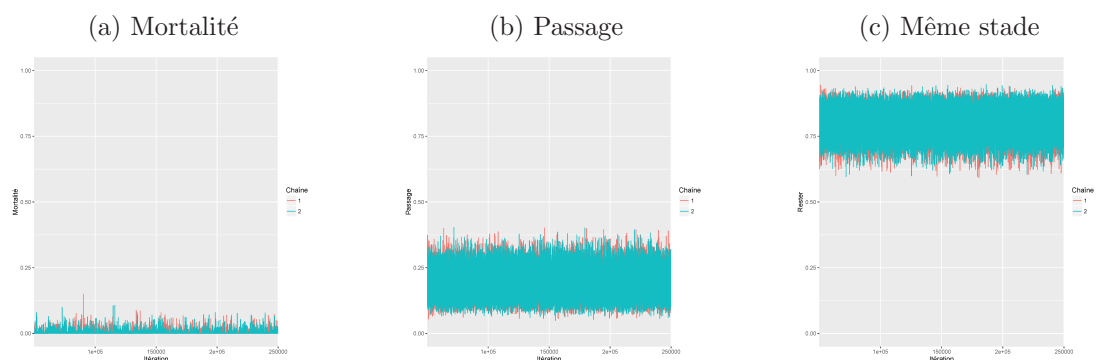 (a) Mortalité
(b) Passage
(c) Même stade
1.00
0.75
0.50
0.25
0.00
Mortalité
1e+05
150000
2e+05
250000
Itération
Chaîne
1
2
1.00
0.75
0.50
0.25
0.00
Passage
1e+05
150000
2e+05
250000
Itération
Chaîne
1
2
1.00
0.75
0.50
0.25
0.00
Rester
1e+05
150000
2e+05
250000
Itération
Chaîne
1
2